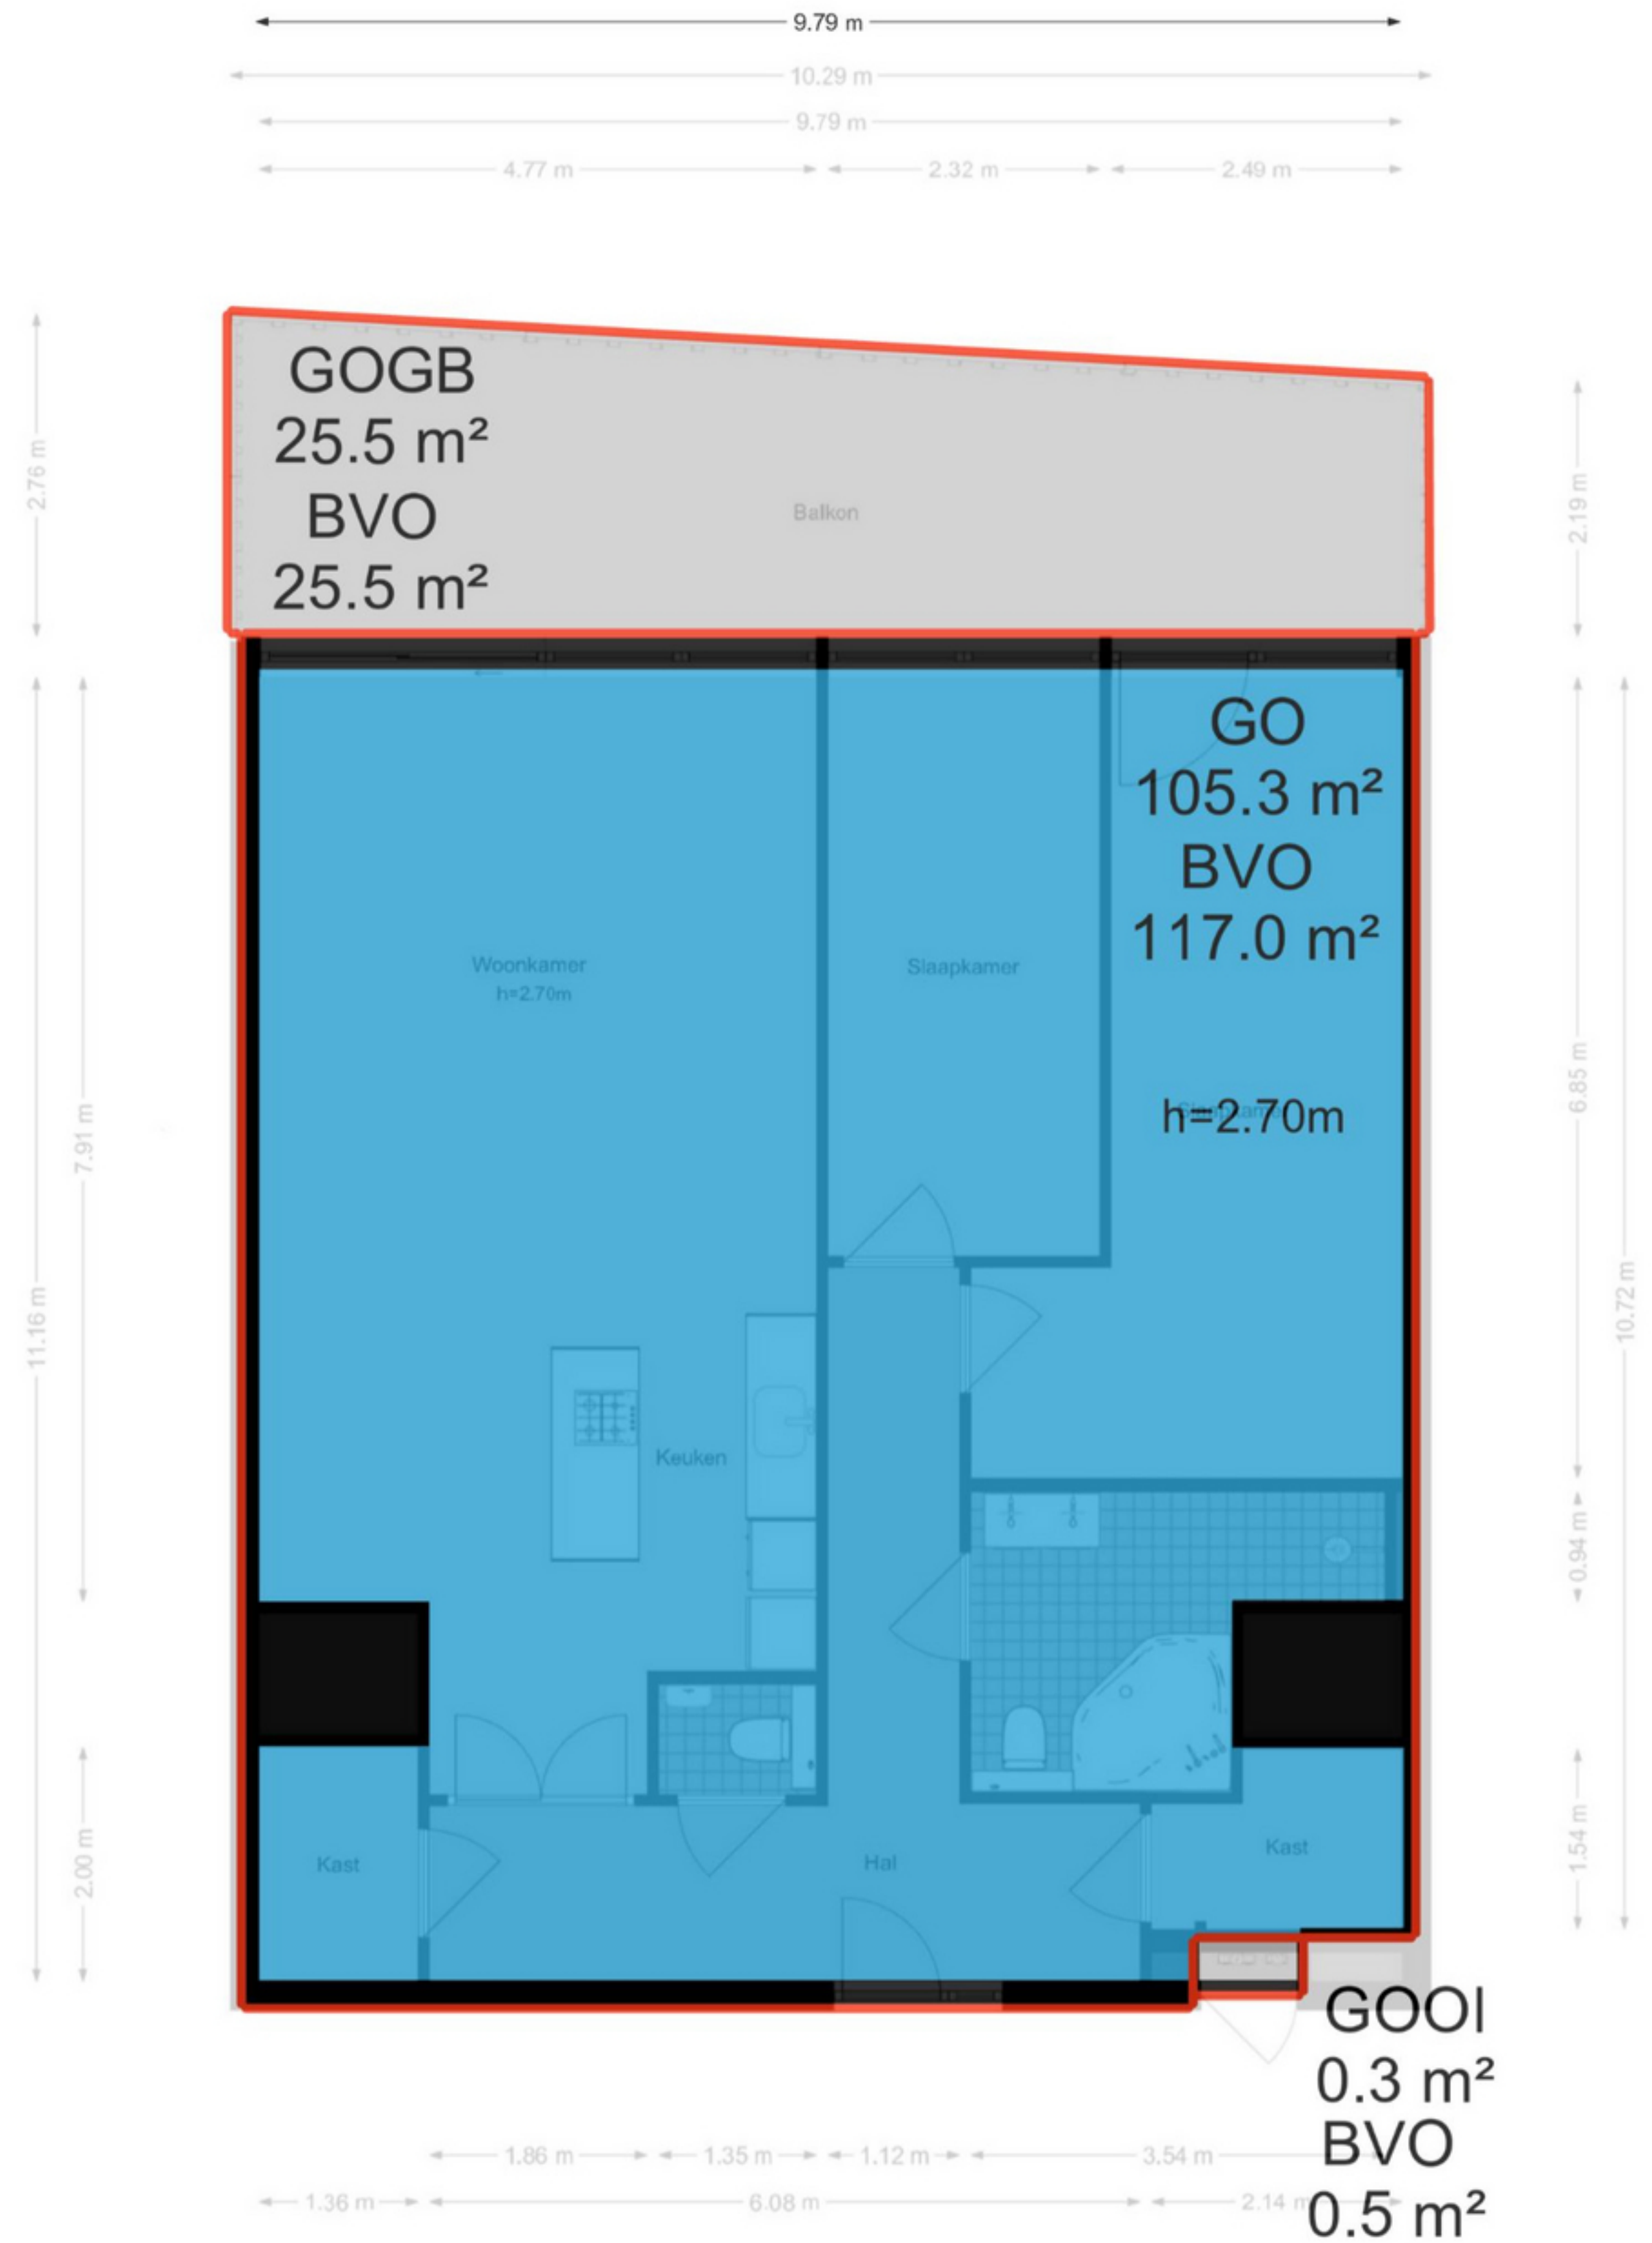 9.79 m
10.29 m
9.79 m
4.77 m
2.32 m
2.49 m
GOGB
25.5 m²
BVO
25.5 m²
Balkon
2.76 m
2.19 m
GO
105.3 m²
BVO
117.0 m²
Woonkamer
h=2.70m
Slaapkamer
Slaapkamer
h=2.70m
6.85 m
7.91 m
11.16 m
10.72 m
Keuken
0.94 m
1.54 m
2.00 m
Kast
Hal
Kast
GOOI
0.3 m²
BVO
0.5 m²
1.86 m
1.35 m
1.12 m
3.54 m
1.36 m
6.08 m
2.14 m